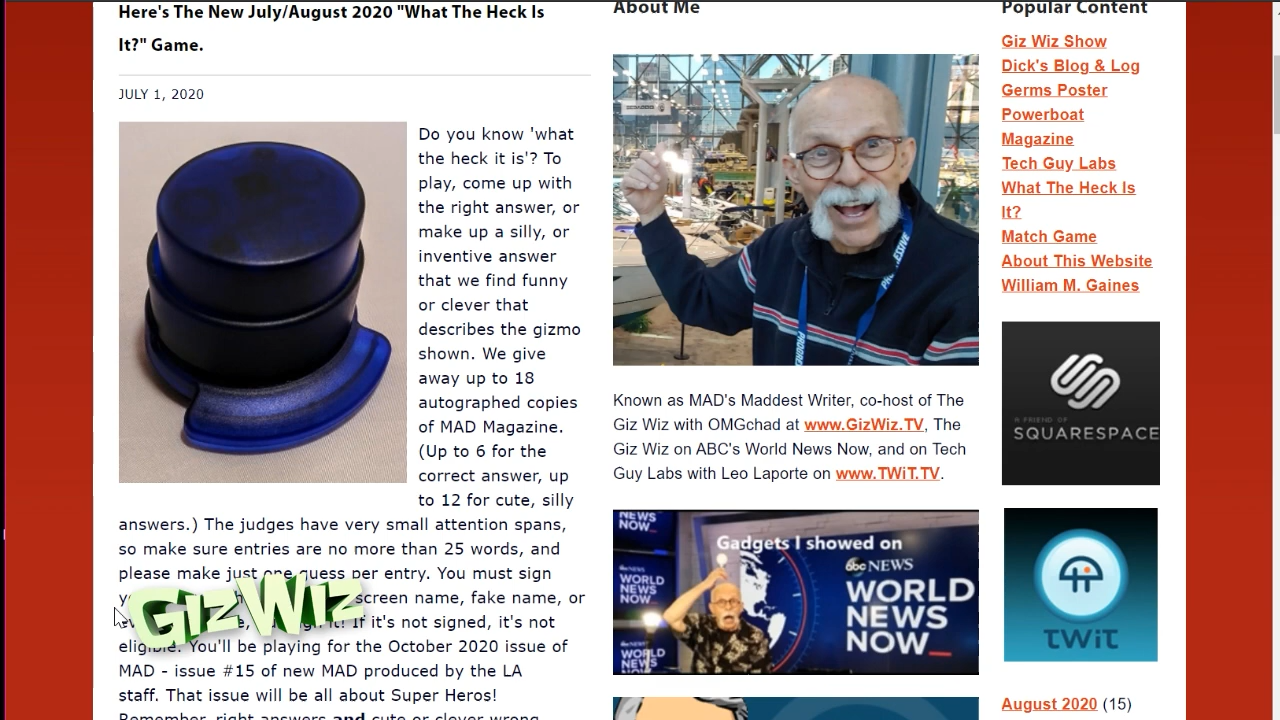 Here's The New July/August 2020 "What The Heck Is
It?" Game.
JULY 1, 2020
Do you know 'what
the heck it is'? To
play, come up with
the right answer, or
make up a silly, or
inventive answer
that we find funny
or clever that
describes the gizmo
shown. We give
away up to 18
autographed copies
of MAD Magazine.
(Up to 6 for the
correct answer, up
to 12 for cute, silly
answers.) The judges have very small attention spans,
so make sure entries are no more than 25 words, and
please make just one guess per entry. You must sign
screen name, fake name, or
If it's not signed, it's not
eligible. You'll be playing for the October 2020 issue of
MAD - issue #15 of new MAD produced by the LA
staff. That issue will be all about Super Heros!
Remember, right answers and cute or clever wrong
GIZWIZ
About Me
PROGRESSIVE
Known as MAD's Maddest Writer, co-host of The
Giz Wiz with OMGchad at www.GizWiz.TV, The
Giz Wiz on ABC's World News Now, and on Tech
Guy Labs with Leo Laporte on www.TWiT.TV.
NEWS
NOW_
Gadgets I showed on
abc NEWS
WORLD
NEWS
NOW_
WORLD
NEWS
NOW_
WORLD
NEWS
Popular Content
Giz Wiz Show
Dick's Blog & Log
Germs Poster
Powerboat
Magazine
Tech Guy Labs
What The Heck Is
It?
Match Game
About This Website
William M. Gaines
A FRIEND OF
SQUARESPACE
TWiT
August 2020 (15)